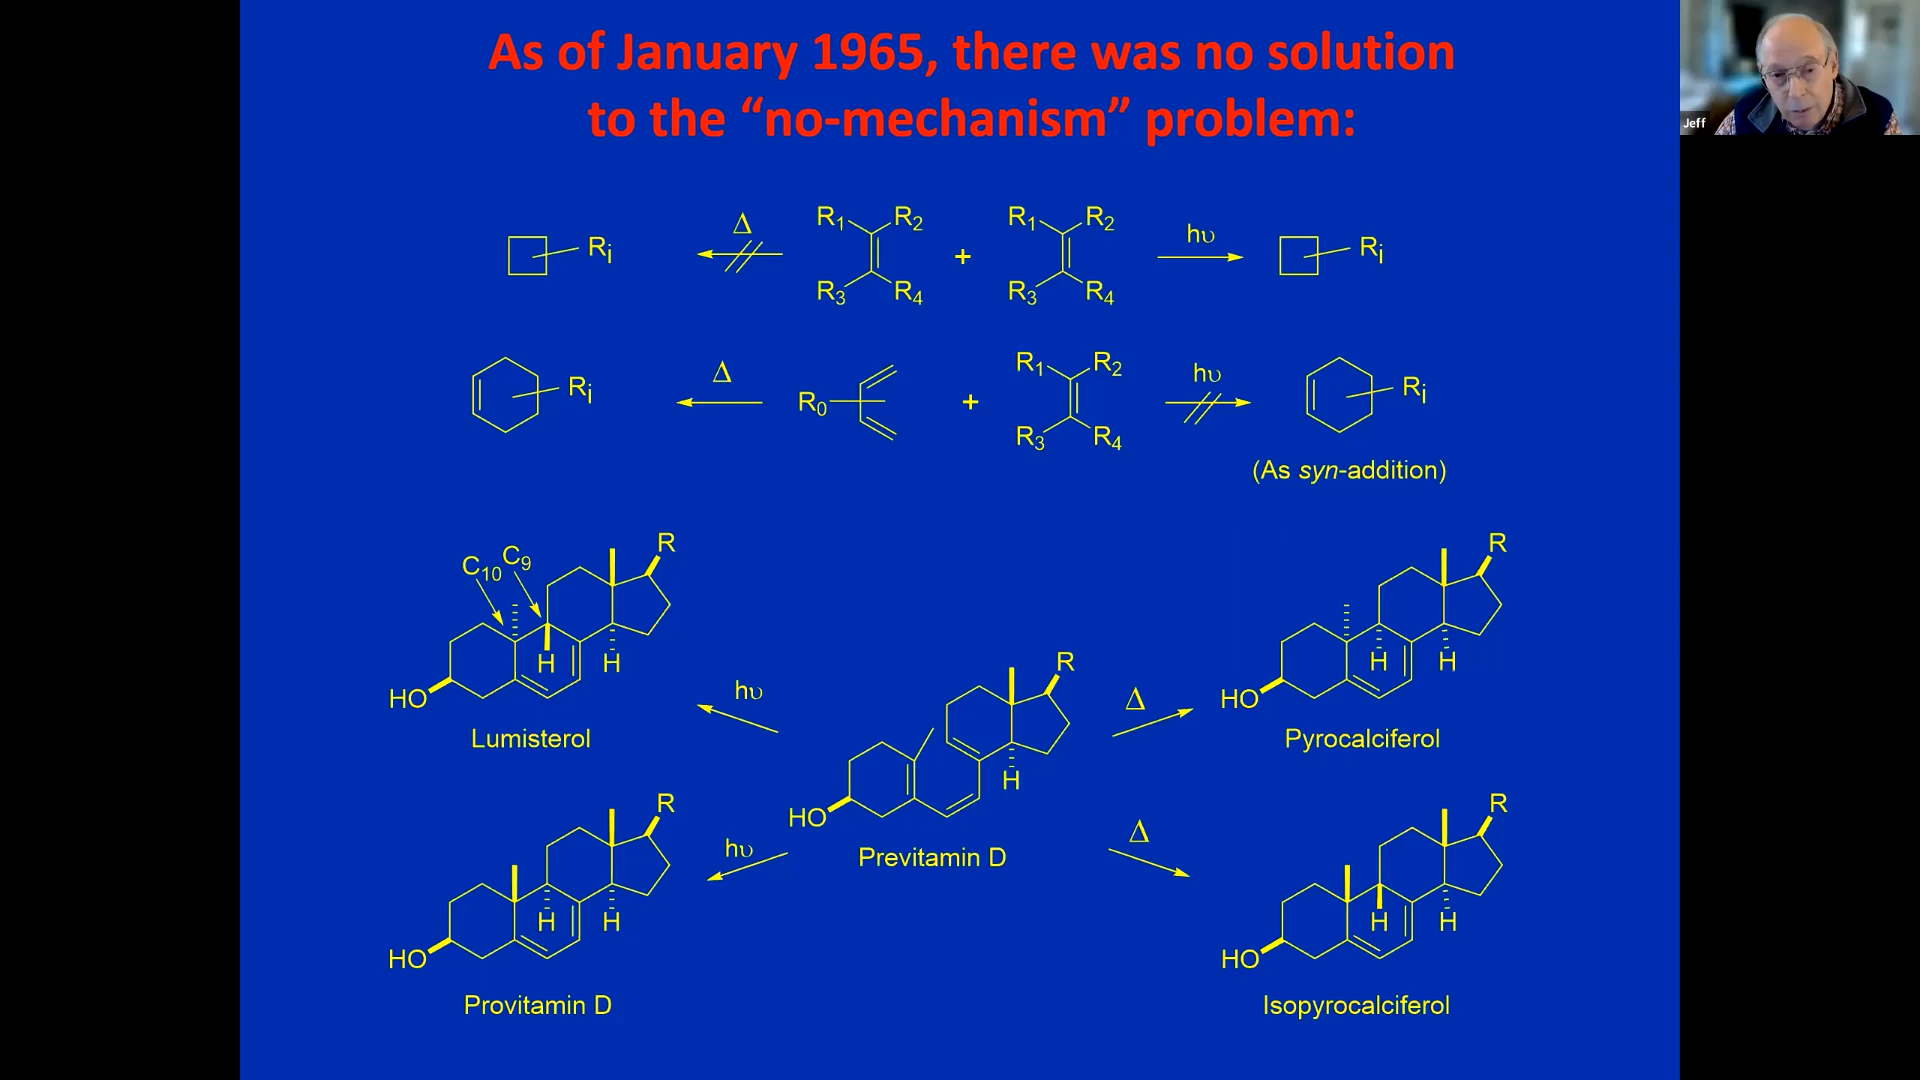 As of January 1965, there was no solution
to the “no-mechanism” problem:
Jeff
R₁ R₂ R₁ R₂
Δ hυ
Rᵢ + Rᵢ
R₃ R₄ R₃ R₄
R₁ R₂
Δ hυ
Rᵢ R₀ + Rᵢ
R₃ R₄
(As syn-addition)
C₁₀ C₉ R
H H
HO
Lumisterol
R
H H
HO
Pyrocalciferol
hυ Δ
R
H
HO
Previtamin D
hυ Δ
R
H H
HO
Provitamin D
R
H H
HO
Isopyrocalciferol